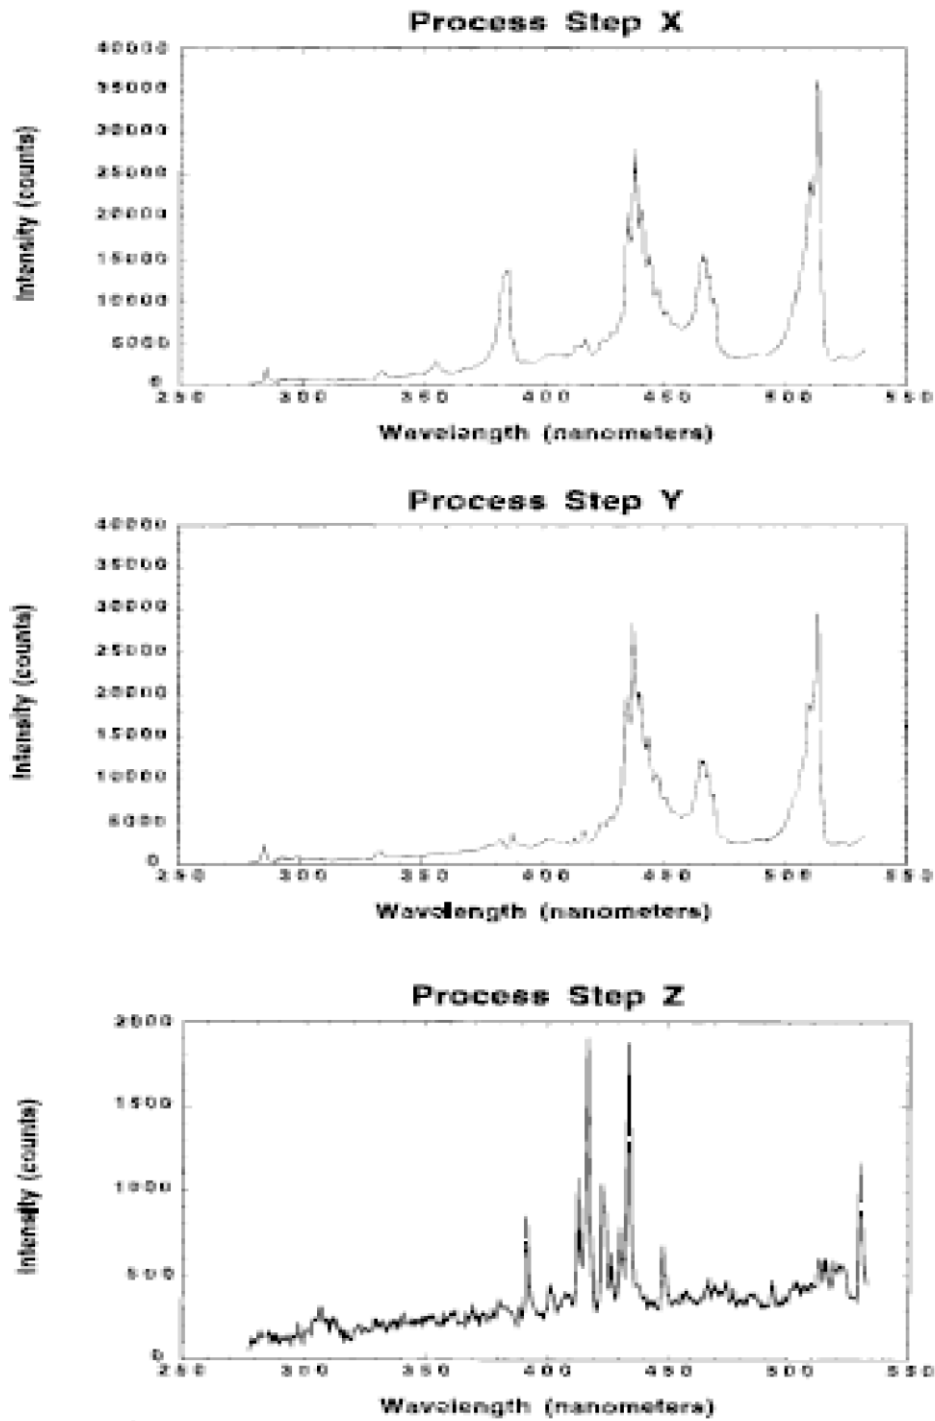 Process Step X
40000
35000
30000
25000
20000
15000
10000
5000
0
250 300 350 400 450 500 550
Intensity (counts)
Wavelength (nanometers)
Process Step Y
40000
35000
30000
25000
20000
15000
10000
5000
0
250 300 350 400 450 500 550
Intensity (counts)
Wavelength (nanometers)
Process Step Z
2000
1500
1000
500
0
250 300 350 400 450 500 550
Intensity (counts)
Wavelength (nanometers)